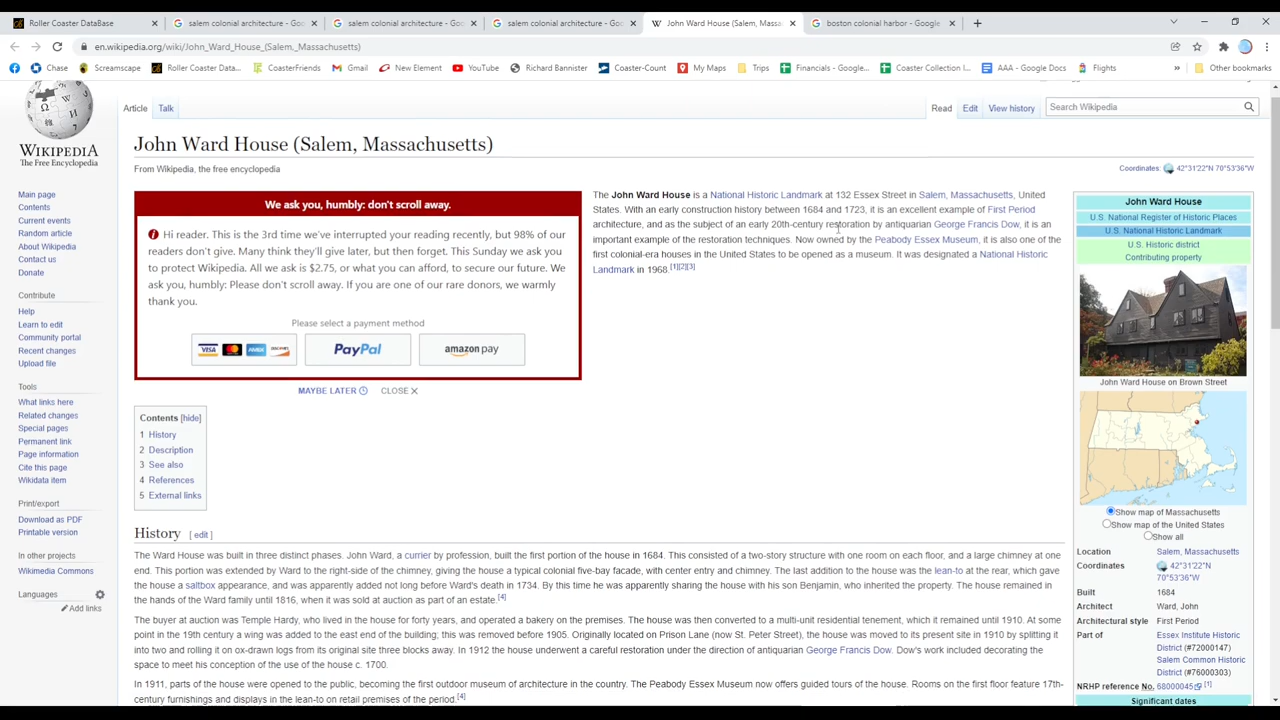 Roller Coaster DataBase
salem colonial architecture - Goo
salem colonial architecture - Goo
salem colonial architecture - Goo
John Ward House (Salem, Massa
boston colonial harbor - Google
en.wikipedia.org/wiki/John_Ward_House_(Salem,_Massachusetts)
Chase
Screamscape
Roller Coaster Data...
CoasterFriends
Gmail
New Element
YouTube
Richard Bannister
Coaster-Count
My Maps
Trips
Financials - Google...
Coaster Collection I...
AAA - Google Docs
Flights
»
Other bookmarks
WIKIPEDIA
The Free Encyclopedia
Main page
Contents
Current events
Random article
About Wikipedia
Contact us
Donate
Contribute
Help
Learn to edit
Community portal
Recent changes
Upload file
Tools
What links here
Related changes
Special pages
Permanent link
Page information
Cite this page
Wikidata item
Print/export
Download as PDF
Printable version
In other projects
Wikimedia Commons
Languages
Add links
Article
Talk
Read
Edit
View history
Search Wikipedia
John Ward House (Salem, Massachusetts)
From Wikipedia, the free encyclopedia
Coordinates: 42°31′22″N 70°53′36″W
We ask you, humbly: don't scroll away.
Hi reader. This is the 3rd time we've interrupted your reading recently, but 98% of our
readers don't give. Many think they'll give later, but then forget. This Sunday we ask you
to protect Wikipedia. All we ask is $2.75, or what you can afford, to secure our future. We
ask you, humbly: Please don't scroll away. If you are one of our rare donors, we warmly
thank you.
Please select a payment method
VISA
AMEX
DISCOVER
PayPal
amazon pay
MAYBE LATER
CLOSE
The John Ward House is a National Historic Landmark at 132 Essex Street in Salem, Massachusetts, United
States. With an early construction history between 1684 and 1723, it is an excellent example of First Period
architecture, and as the subject of an early 20th-century restoration by antiquarian George Francis Dow, it is an
important example of the restoration techniques. Now owned by the Peabody Essex Museum, it is also one of the
first colonial-era houses in the United States to be opened as a museum. It was designated a National Historic
Landmark in 1968.[1][2][3]
Contents [hide]
1 History
2 Description
3 See also
4 References
5 External links
History [ edit ]
The Ward House was built in three distinct phases. John Ward, a currier by profession, built the first portion of the house in 1684. This consisted of a two-story structure with one room on each floor, and a large chimney at one
end. This portion was extended by Ward to the right-side of the chimney, giving the house a typical colonial five-bay facade, with center entry and chimney. The last addition to the house was the lean-to at the rear, which gave
the house a saltbox appearance, and was apparently added not long before Ward's death in 1734. By this time he was apparently sharing the house with his son Benjamin, who inherited the property. The house remained in
the hands of the Ward family until 1816, when it was sold at auction as part of an estate.[4]
The buyer at auction was Temple Hardy, who lived in the house for forty years, and operated a bakery on the premises. The house was then converted to a multi-unit residential tenement, which it remained until 1910. At some
point in the 19th century a wing was added to the east end of the building; this was removed before 1905. Originally located on Prison Lane (now St. Peter Street), the house was moved to its present site in 1910 by splitting it
into two and rolling it on ox-drawn logs from its original site three blocks away. In 1912 the house underwent a careful restoration under the direction of antiquarian George Francis Dow. Dow's work included decorating the
space to meet his conception of the use of the house c. 1700.
In 1911, parts of the house were opened to the public, becoming the first outdoor museum of architecture in the country. The Peabody Essex Museum now offers guided tours of the house. Rooms on the first floor feature 17th-
century furnishings and displays in the lean-to on retail premises of the period.[4]
John Ward House
U.S. National Register of Historic Places
U.S. National Historic Landmark
U.S. Historic district
Contributing property
John Ward House on Brown Street
Show map of Massachusetts
Show map of the United States
Show all
Location Salem, Massachusetts
Coordinates 42°31′22″N
70°53′36″W
Built 1684
Architect Ward, John
Architectural style First Period
Part of Essex Institute Historic
District (#72000147)
Salem Common Historic
District (#76000303)
NRHP reference No. 68000045 [1]
Significant dates